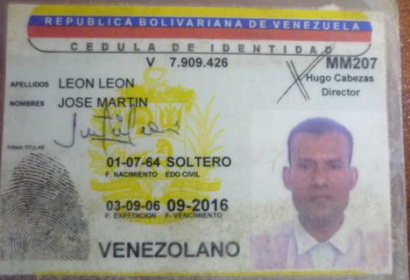 REPUBLICA BOLIVARIANA DE VENEZUELA
CEDULA DE IDENTIDAD
V 7.909.426 MM207
Hugo Cabezas
Director
APELLIDOS LEON LEON
NOMBRES JOSE MARTIN
FIRMA TITULAR
01-07-64 SOLTERO
F. NACIMIENTO EDO CIVIL
03-09-06 09-2016
F. EXPEDICION F. VENCIMIENTO
VENEZOLANO